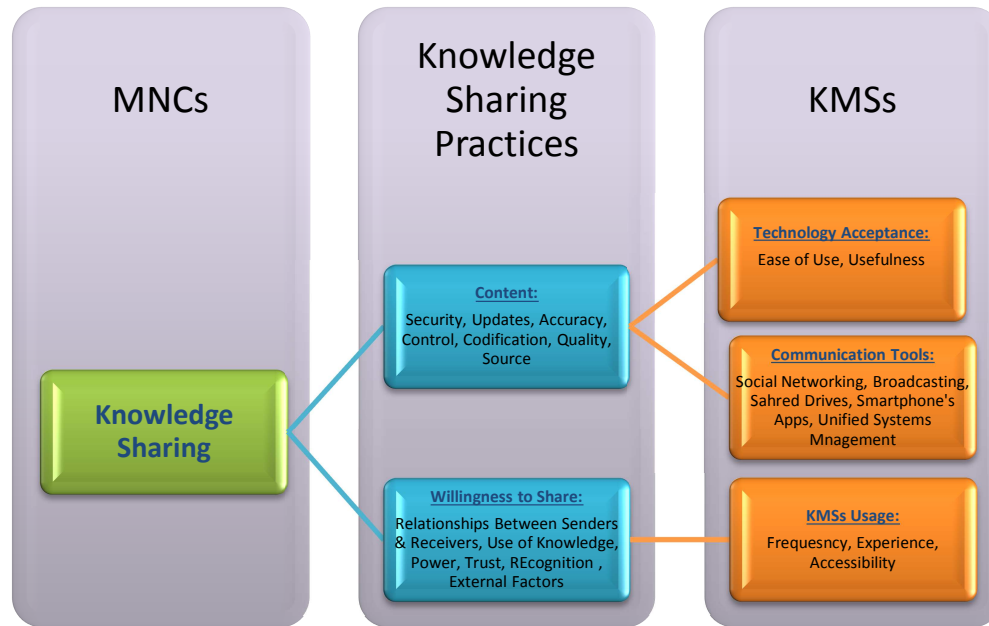 MNCs
Knowledge
Sharing
Practices
KMSs
Knowledge
Sharing
Content:
Security, Updates, Accuracy,
Control, Codification, Quality,
Source
Willingness to Share:
Relationships Between Senders
& Receivers, Use of Knowledge,
Power, Trust, REcognition ,
External Factors
Technology Acceptance:
Ease of Use, Usefulness
Communication Tools:
Social Networking, Broadcasting,
Sahred Drives, Smartphone's
Apps, Unified Systems
Mnagement
KMSs Usage:
Frequesncy, Experience,
Accessibility